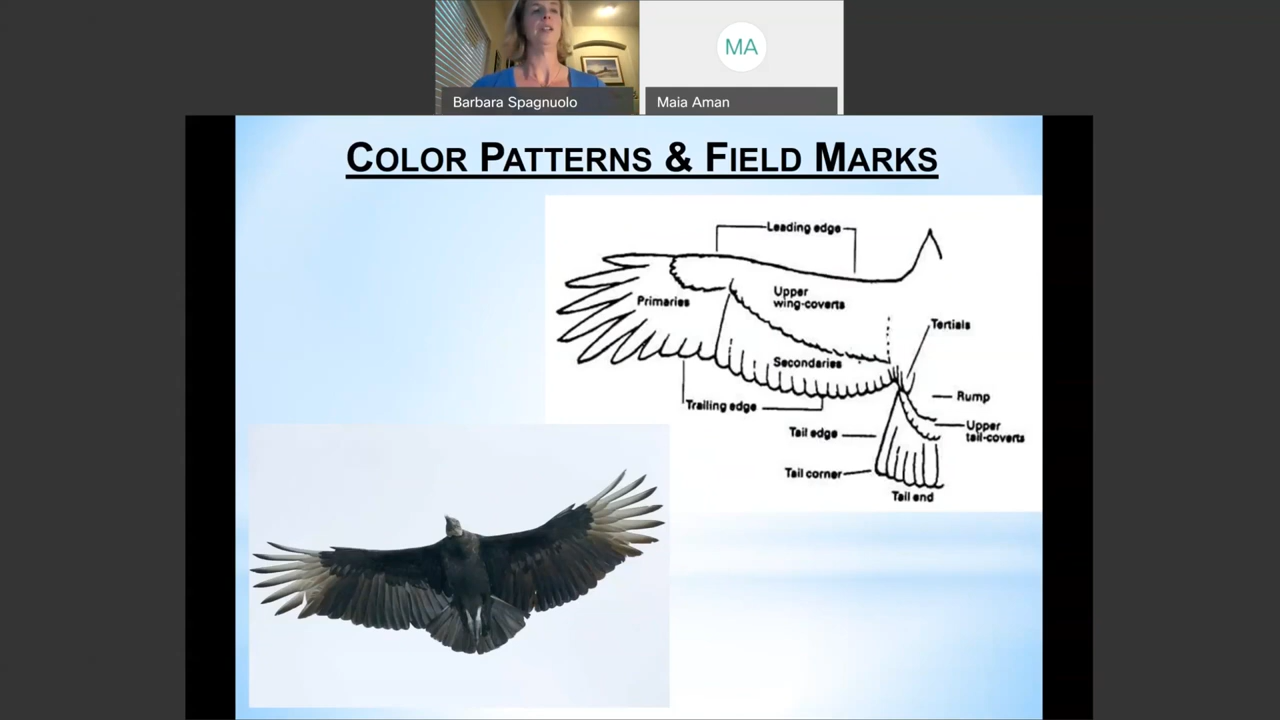 MA
Barbara Spagnuolo
Maia Aman
COLOR PATTERNS & FIELD MARKS
Leading edge
Upper
wing-coverts
Primaries
Tertials
Secondaries
Rump
Trailing edge
Upper
tail-coverts
Tail edge
Tail corner
Tail end